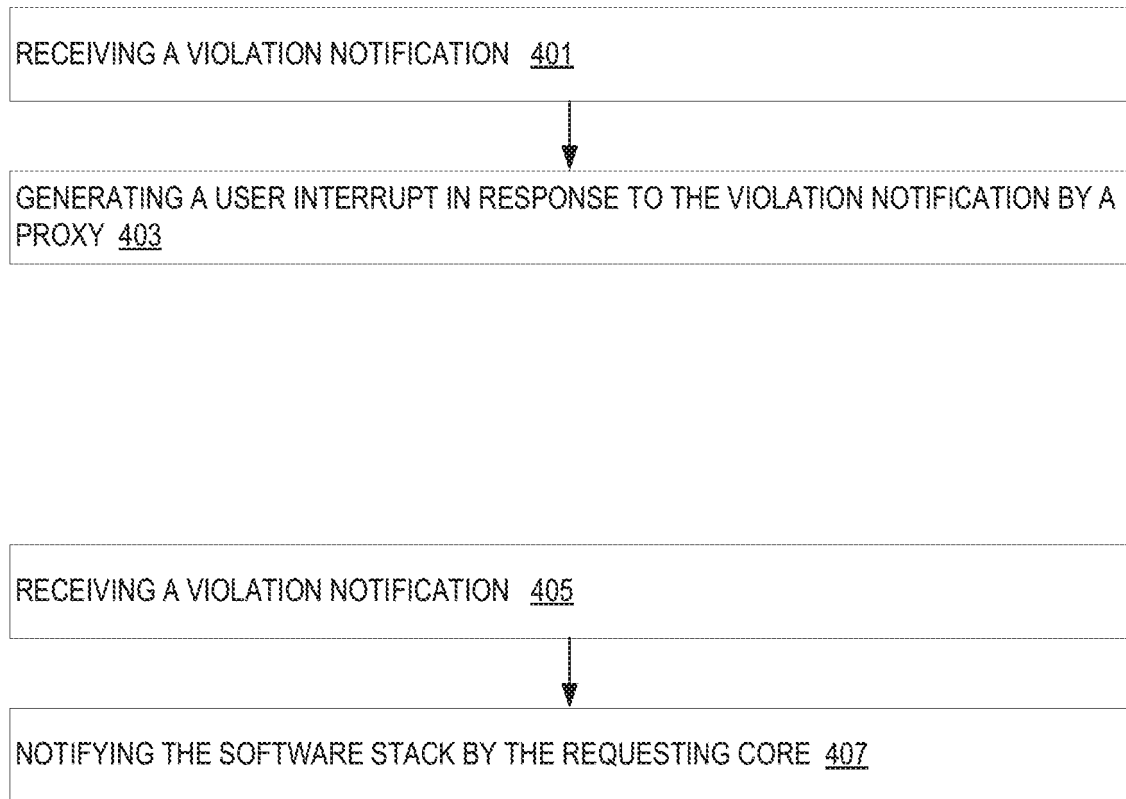 RECEIVING A VIOLATION NOTIFICATION 401
GENERATING A USER INTERRUPT IN RESPONSE TO THE VIOLATION NOTIFICATION BY A
PROXY 403
RECEIVING A VIOLATION NOTIFICATION 405
NOTIFYING THE SOFTWARE STACK BY THE REQUESTING CORE 407